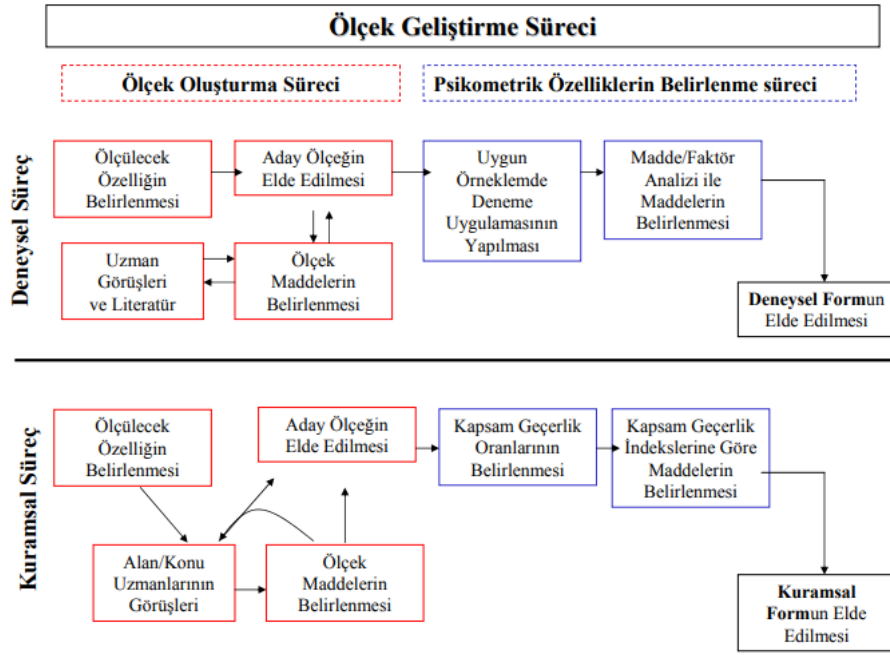 Ölçek Geliştirme Süreci
Ölçek Oluşturma Süreci
Psikometrik Özelliklerin Belirlenme süreci
Deneysel Süreç
Ölçülecek
Özelliğin
Belirlenmesi
Aday Ölçeğin
Elde Edilmesi
Uygun
Örneklemde
Deneme
Uygulamasının
Yapılması
Madde/Faktör
Analizi ile
Maddelerin
Belirlenmesi
Uzman
Görüşleri
ve Literatür
Ölçek
Maddelerin
Belirlenmesi
Deneysel Formun
Elde Edilmesi
Kuramsal Süreç
Ölçülecek
Özelliğin
Belirlenmesi
Aday Ölçeğin
Elde Edilmesi
Kapsam Geçerlik
Oranlarının
Belirlenmesi
Kapsam Geçerlik
İndekslerine Göre
Maddelerin
Belirlenmesi
Alan/Konu
Uzmanlarının
Görüşleri
Ölçek
Maddelerin
Belirlenmesi
Kuramsal
Formun Elde
Edilmesi